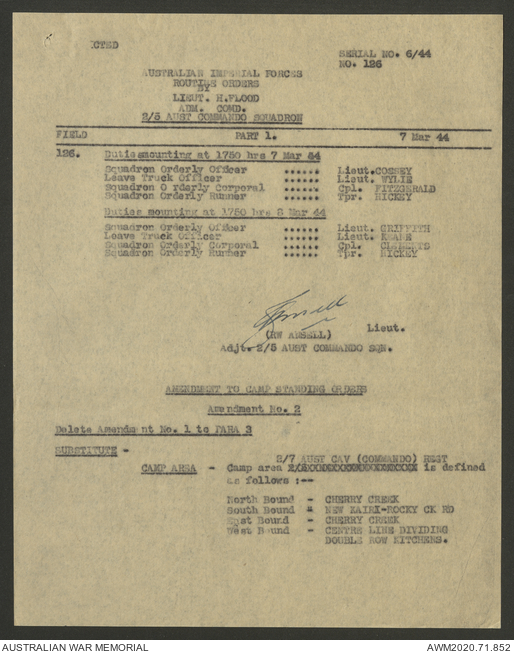 ICTED
SERIAL NO. 6/44
NO. 126
AUSTRALIAN IMPERIAL FORCES
ROUTINE ORDERS
BY
LIEUT. H.FLOOD
ADM. COMD.
2/5 AUST COMMANDO SQUADRON
FIELD PART 1. 7 Mar 44
126. Duties mounting at 1750 hrs 7 Mar 44
Squadron Orderly Officer ...... Lieut. COSSEY
Leave Truck Officer ...... Lieut. WYLIE
Squadron O rderly Corporal ...... Cpl. FITZGERALD
Squadron Orderly Runner ...... Tpr. HICKEY
Duties mounting at 1750 hrs 8 Mar 44
Squadron Orderly Officer ...... Lieut. GRIFFITH
Leave Truck Officer ...... Lieut. KEANE
Squadron Orderly Corporal ...... Cpl. CLEMENTS
Squadron Orderly Runner ...... Tpr. HICKEY
Lieut.
(RW ANSELL)
Adjt. 2/5 AUST COMMANDO SQN.
AMENDMENT TO CAMP STANDING ORDERS
Amendment No. 2
Delete Amendment No. 1 to PARA 3
SUBSTITUTE -
2/7 AUST CAV (COMMANDO) REGT
CAMP AREA - Camp area is defined
as follows :--
North Bound - CHERRY CREEK
South Bound - NEW KAIRI-ROCKY CK RD
East Bound - CHERRY CREEK
West Bound - CENTRE LINE DIVIDING
DOUBLE ROW KITCHENS.
AUSTRALIAN WAR MEMORIAL
AWM2020.71.852